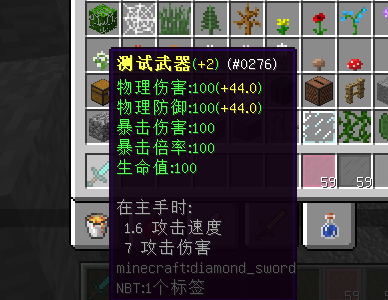 测试武器(+2) (#0276)
物理伤害:100(+44.0)
物理防御:100(+44.0)
暴击伤害:100
暴击倍率:100
生命值:100
在主手时:
1.6 攻击速度
7 攻击伤害
minecraft:diamond_sword
NBT:1个标签
59 59